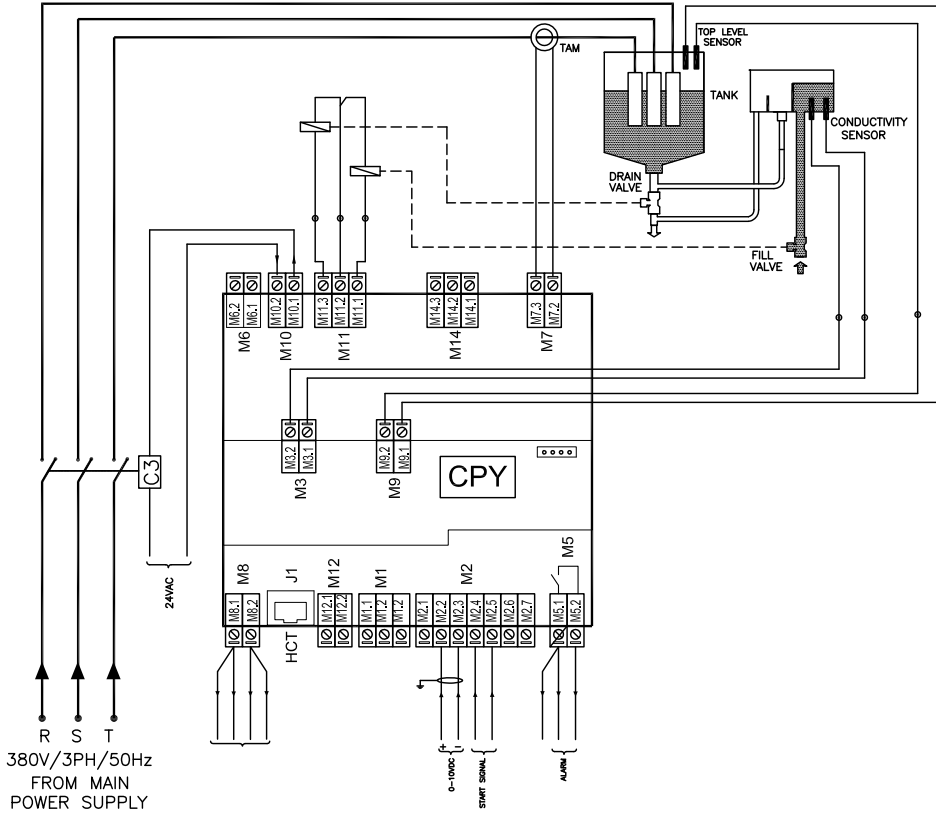 TOP LEVEL
SENSOR
TAM
TANK
CONDUCTIVITY
SENSOR
DRAIN
VALVE
FILL
VALVE
M6.2
M6.1
M10.2
M10.1
M11.3
M11.2
M11.1
M14.3
M14.2
M14.1
M7.3
M7.2
M6
M10
M11
M14
M7
M3.2
M3.1
M9.2
M9.1
C3
CPY
M3
M9
24VAC
M8
J1
M12
M1
M2
M5
M8.1
M8.2
HCT
M12.1
M12.2
M1.1
M1.2
M1.2
M2.1
M2.2
M2.3
M2.4
M2.5
M2.6
M2.7
M5.1
M5.2
+ −
0-10VDC
START SIGNAL
ALARM
R S T
380V/3PH/50Hz
FROM MAIN
POWER SUPPLY